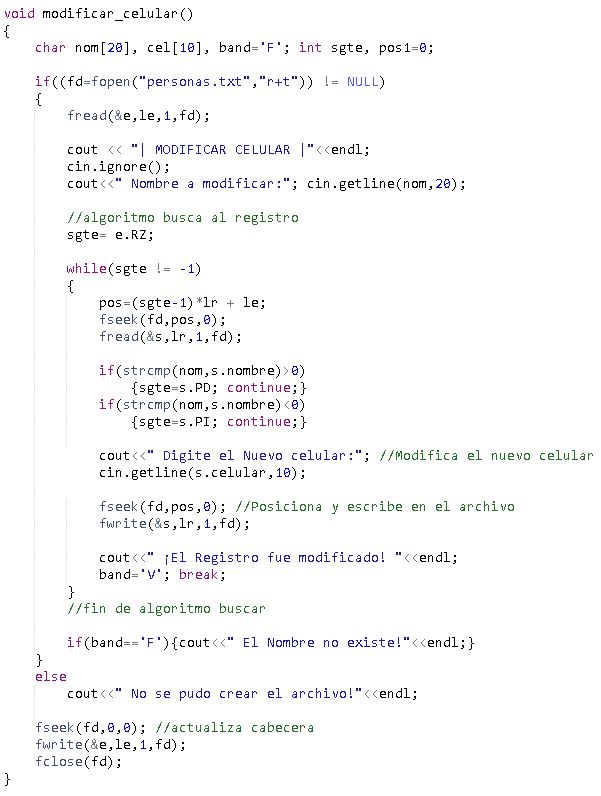 void modificar_celular()
{
    char nom[20], cel[10], band='F'; int sgte, pos1=0;
    if((fd=fopen("personas.txt","r+t")) != NULL)
    {
        fread(&e,le,1,fd);
        cout << "| MODIFICAR CELULAR |"<<endl;
        cin.ignore();
        cout<<" Nombre a modificar:"; cin.getline(nom,20);
        //algoritmo busca al registro
        sgte= e.RZ;
        while(sgte != -1)
        {
            pos=(sgte-1)*lr + le;
            fseek(fd,pos,0);
            fread(&s,lr,1,fd);
            if(strcmp(nom,s.nombre)>0)
                {sgte=s.PD; continue;}
            if(strcmp(nom,s.nombre)<0)
                {sgte=s.PI; continue;}
            cout<<" Digite el Nuevo celular:"; //Modifica el nuevo celular
            cin.getline(s.celular,10);
            fseek(fd,pos,0); //Posiciona y escribe en el archivo
            fwrite(&s,lr,1,fd);
            cout<<" ¡El Registro fue modificado! "<<endl;
            band='V'; break;
        }
        //fin de algoritmo buscar
        if(band=='F'){cout<<" El Nombre no existe!"<<endl;}
    }
    else
        cout<<" No se pudo crear el archivo!"<<endl;
    fseek(fd,0,0); //actualiza cabecera
    fwrite(&e,le,1,fd);
    fclose(fd);
}